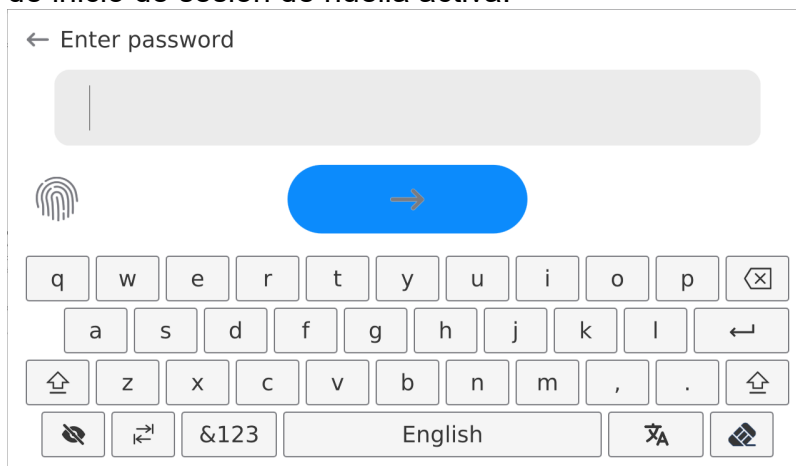 de inicio de sesión de huella activa.
Enter password
q w e r t y u i o p
a s d f g h j k l
z x c v b n m , .
&123 English